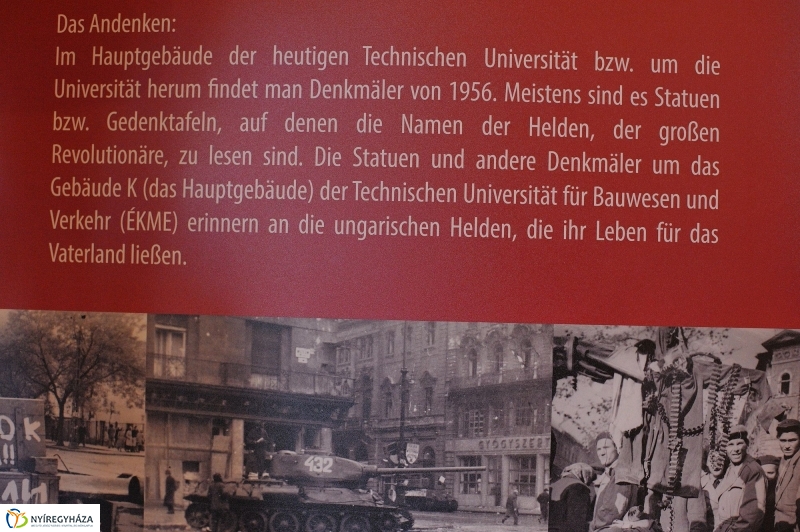 Das Andenken:
Im Hauptgebäude der heutigen Technischen Universität bzw. um die
Universität herum findet man Denkmäler von 1956. Meistens sind es Statuen
bzw. Gedenktafeln, auf denen die Namen der Helden, der großen
Revolutionäre, zu lesen sind. Die Statuen und andere Denkmäler um das
Gebäude K (das Hauptgebäude) der Technischen Universität für Bauwesen und
Verkehr (ÉKME) erinnern an die ungarischen Helden, die ihr Leben für das
Vaterland ließen.
432
GYÓGYSZER
NYÍREGYHÁZA